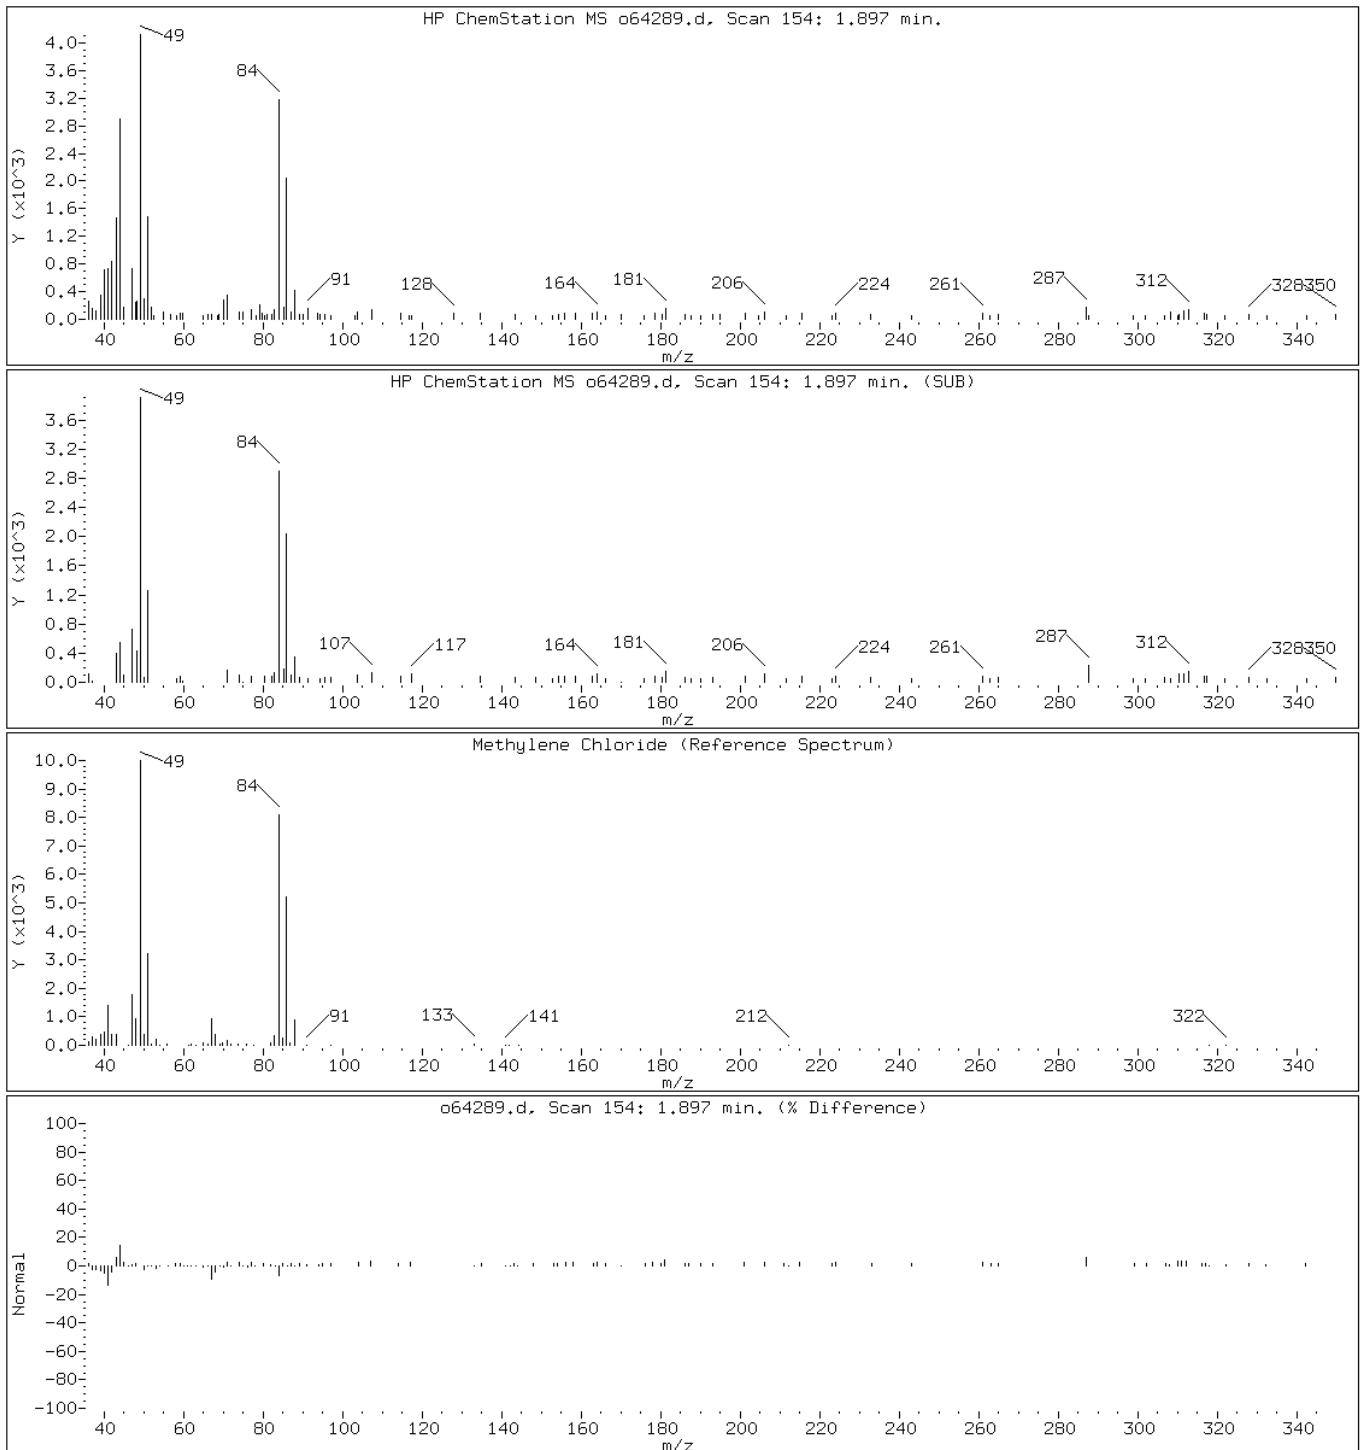 HP ChemStation MS o64289.d, Scan 154: 1.897 min.
49
4.0
3.6
84
3.2
2.8
2.4
2.0
1.6
1.2
0.8
0.4
0.0
Y (x10^3)
91 128 164 181 206 224 261 287 312 328 350
40 60 80 100 120 140 160 180 200 220 240 260 280 300 320 340
m/z
HP ChemStation MS o64289.d, Scan 154: 1.897 min. (SUB)
49
3.6
84
3.2
2.8
2.4
2.0
1.6
1.2
0.8
0.4
0.0
Y (x10^3)
107 117 164 181 206 224 261 287 312 328 350
40 60 80 100 120 140 160 180 200 220 240 260 280 300 320 340
m/z
Methylene Chloride (Reference Spectrum)
49
10.0
84
9.0
8.0
7.0
6.0
5.0
4.0
3.0
2.0
1.0
0.0
Y (x10^3)
91 133 141 212 322
40 60 80 100 120 140 160 180 200 220 240 260 280 300 320 340
m/z
o64289.d, Scan 154: 1.897 min. (% Difference)
100
80
60
40
20
0
-20
-40
-60
-80
-100
Normal
40 60 80 100 120 140 160 180 200 220 240 260 280 300 320 340
m/z